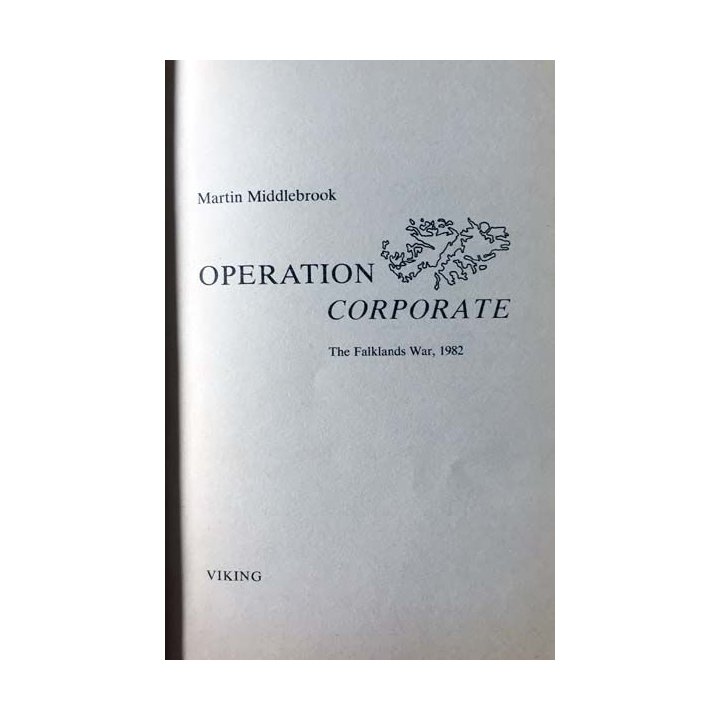 Martin Middlebrook
OPERATION
CORPORATE
The Falklands War, 1982
VIKING